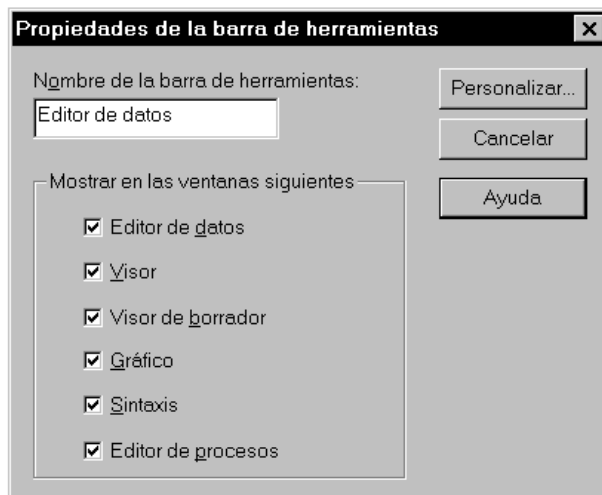 Propiedades de la barra de herramientas
Nombre de la barra de herramientas:
Editor de datos
Personalizar...
Cancelar
Ayuda
Mostrar en las ventanas siguientes
Editor de datos
Visor
Visor de borrador
Gráfico
Sintaxis
Editor de procesos